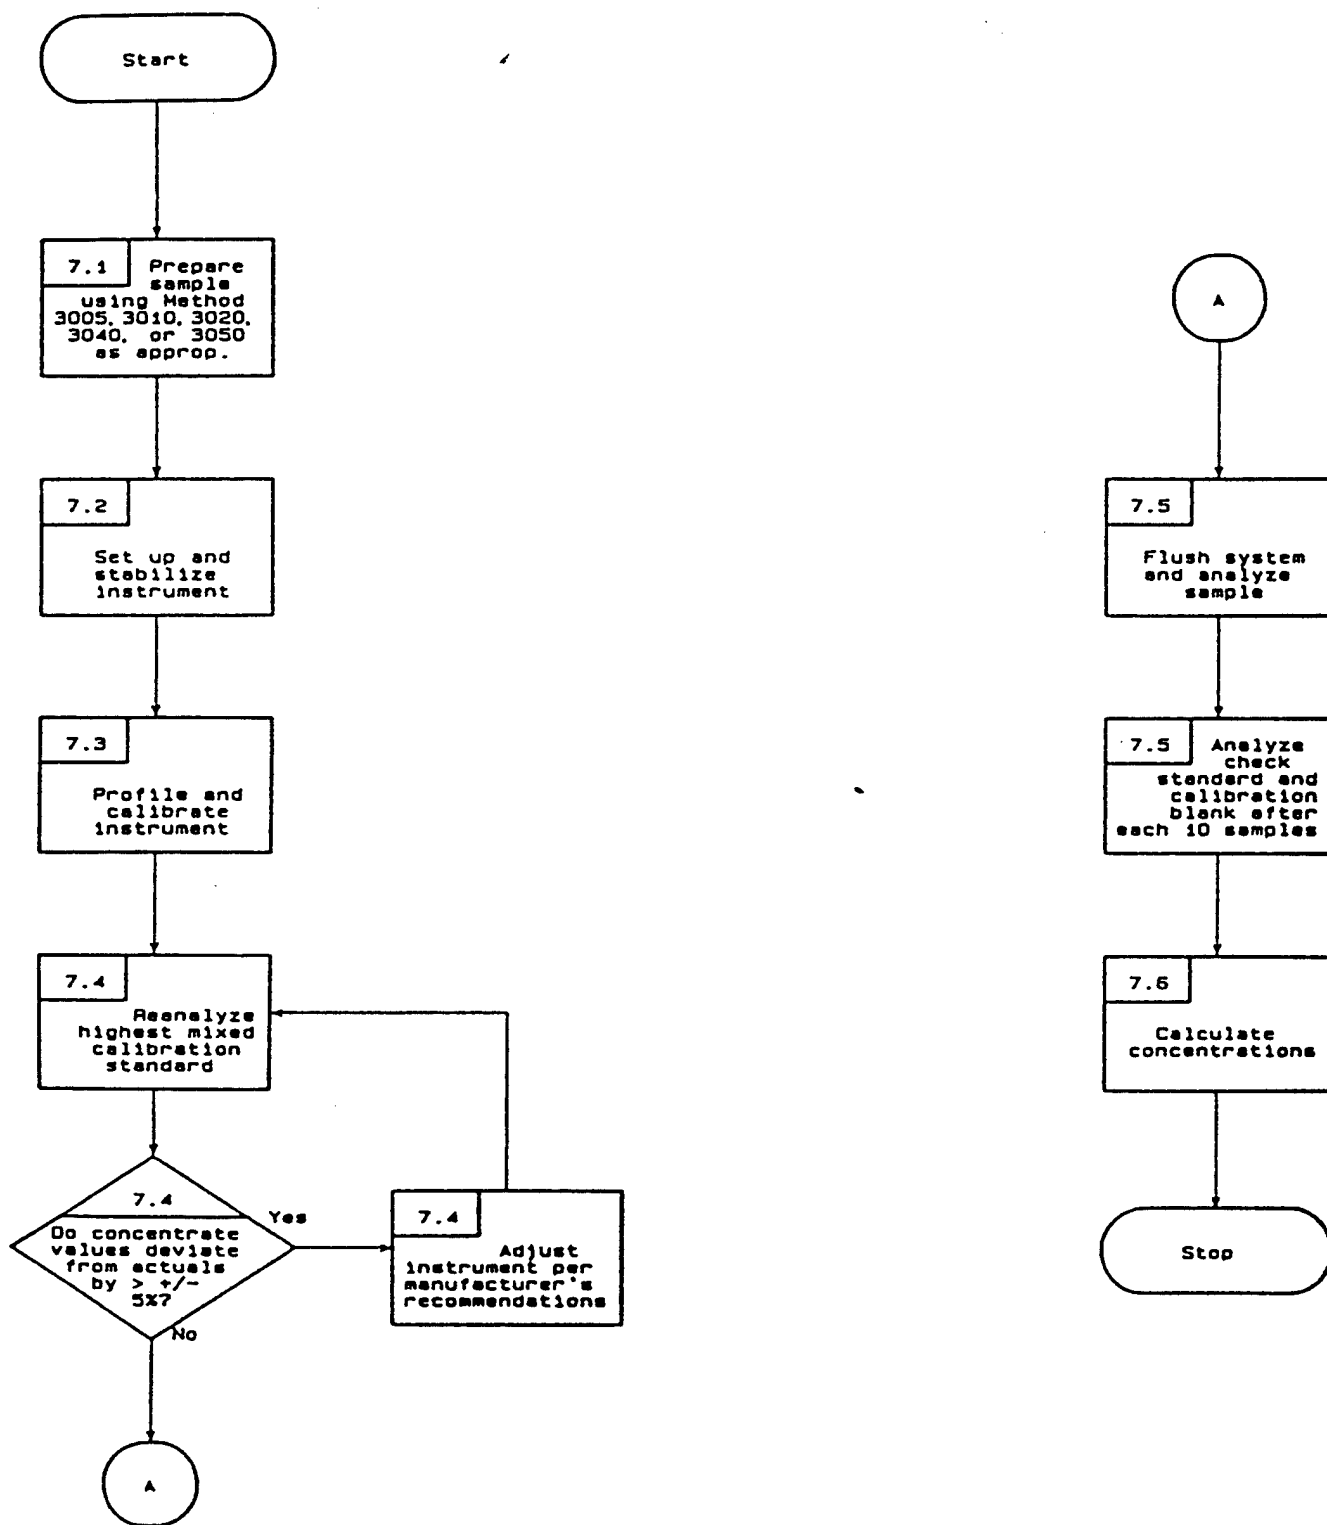 Start
7.1 Prepare
sample
using Method
3005, 3010, 3020,
3040, or 3050
as approp.
7.2
Set up and
stabilize
instrument
7.3
Profile and
calibrate
instrument
7.4
Reanalyze
highest mixed
calibration
standard
7.4
Do concentrate
values deviate
from actuals
by > +/-
5%?
Yes
No
7.4
Adjust
instrument per
manufacturer's
recommendations
A
A
7.5
Flush system
and analyze
sample
7.5 Analyze
check
standard and
calibration
blank after
each 10 samples
7.6
Calculate
concentrations
Stop